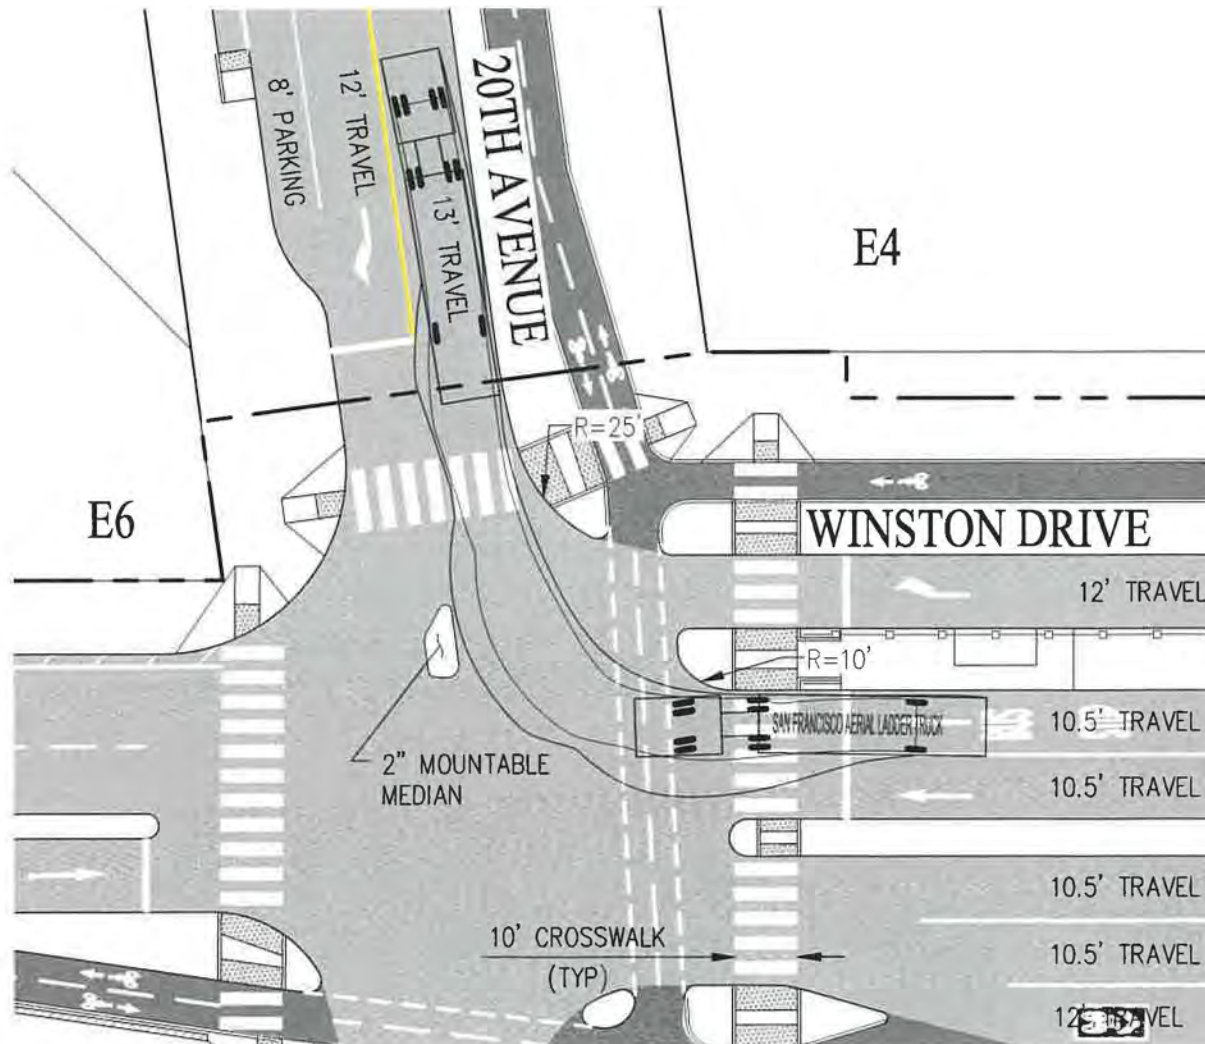 8' PARKING
12' TRAVEL
13' TRAVEL
20TH AVENUE
E4
R=25'
E6
WINSTON DRIVE
12' TRAVEL
R=10'
SAN FRANCISCO AERIAL LADDER TRUCK
10.5' TRAVEL
2" MOUNTABLE
MEDIAN
10.5' TRAVEL
10.5' TRAVEL
10' CROSSWALK
(TYP)
10.5' TRAVEL
12' TRAVEL